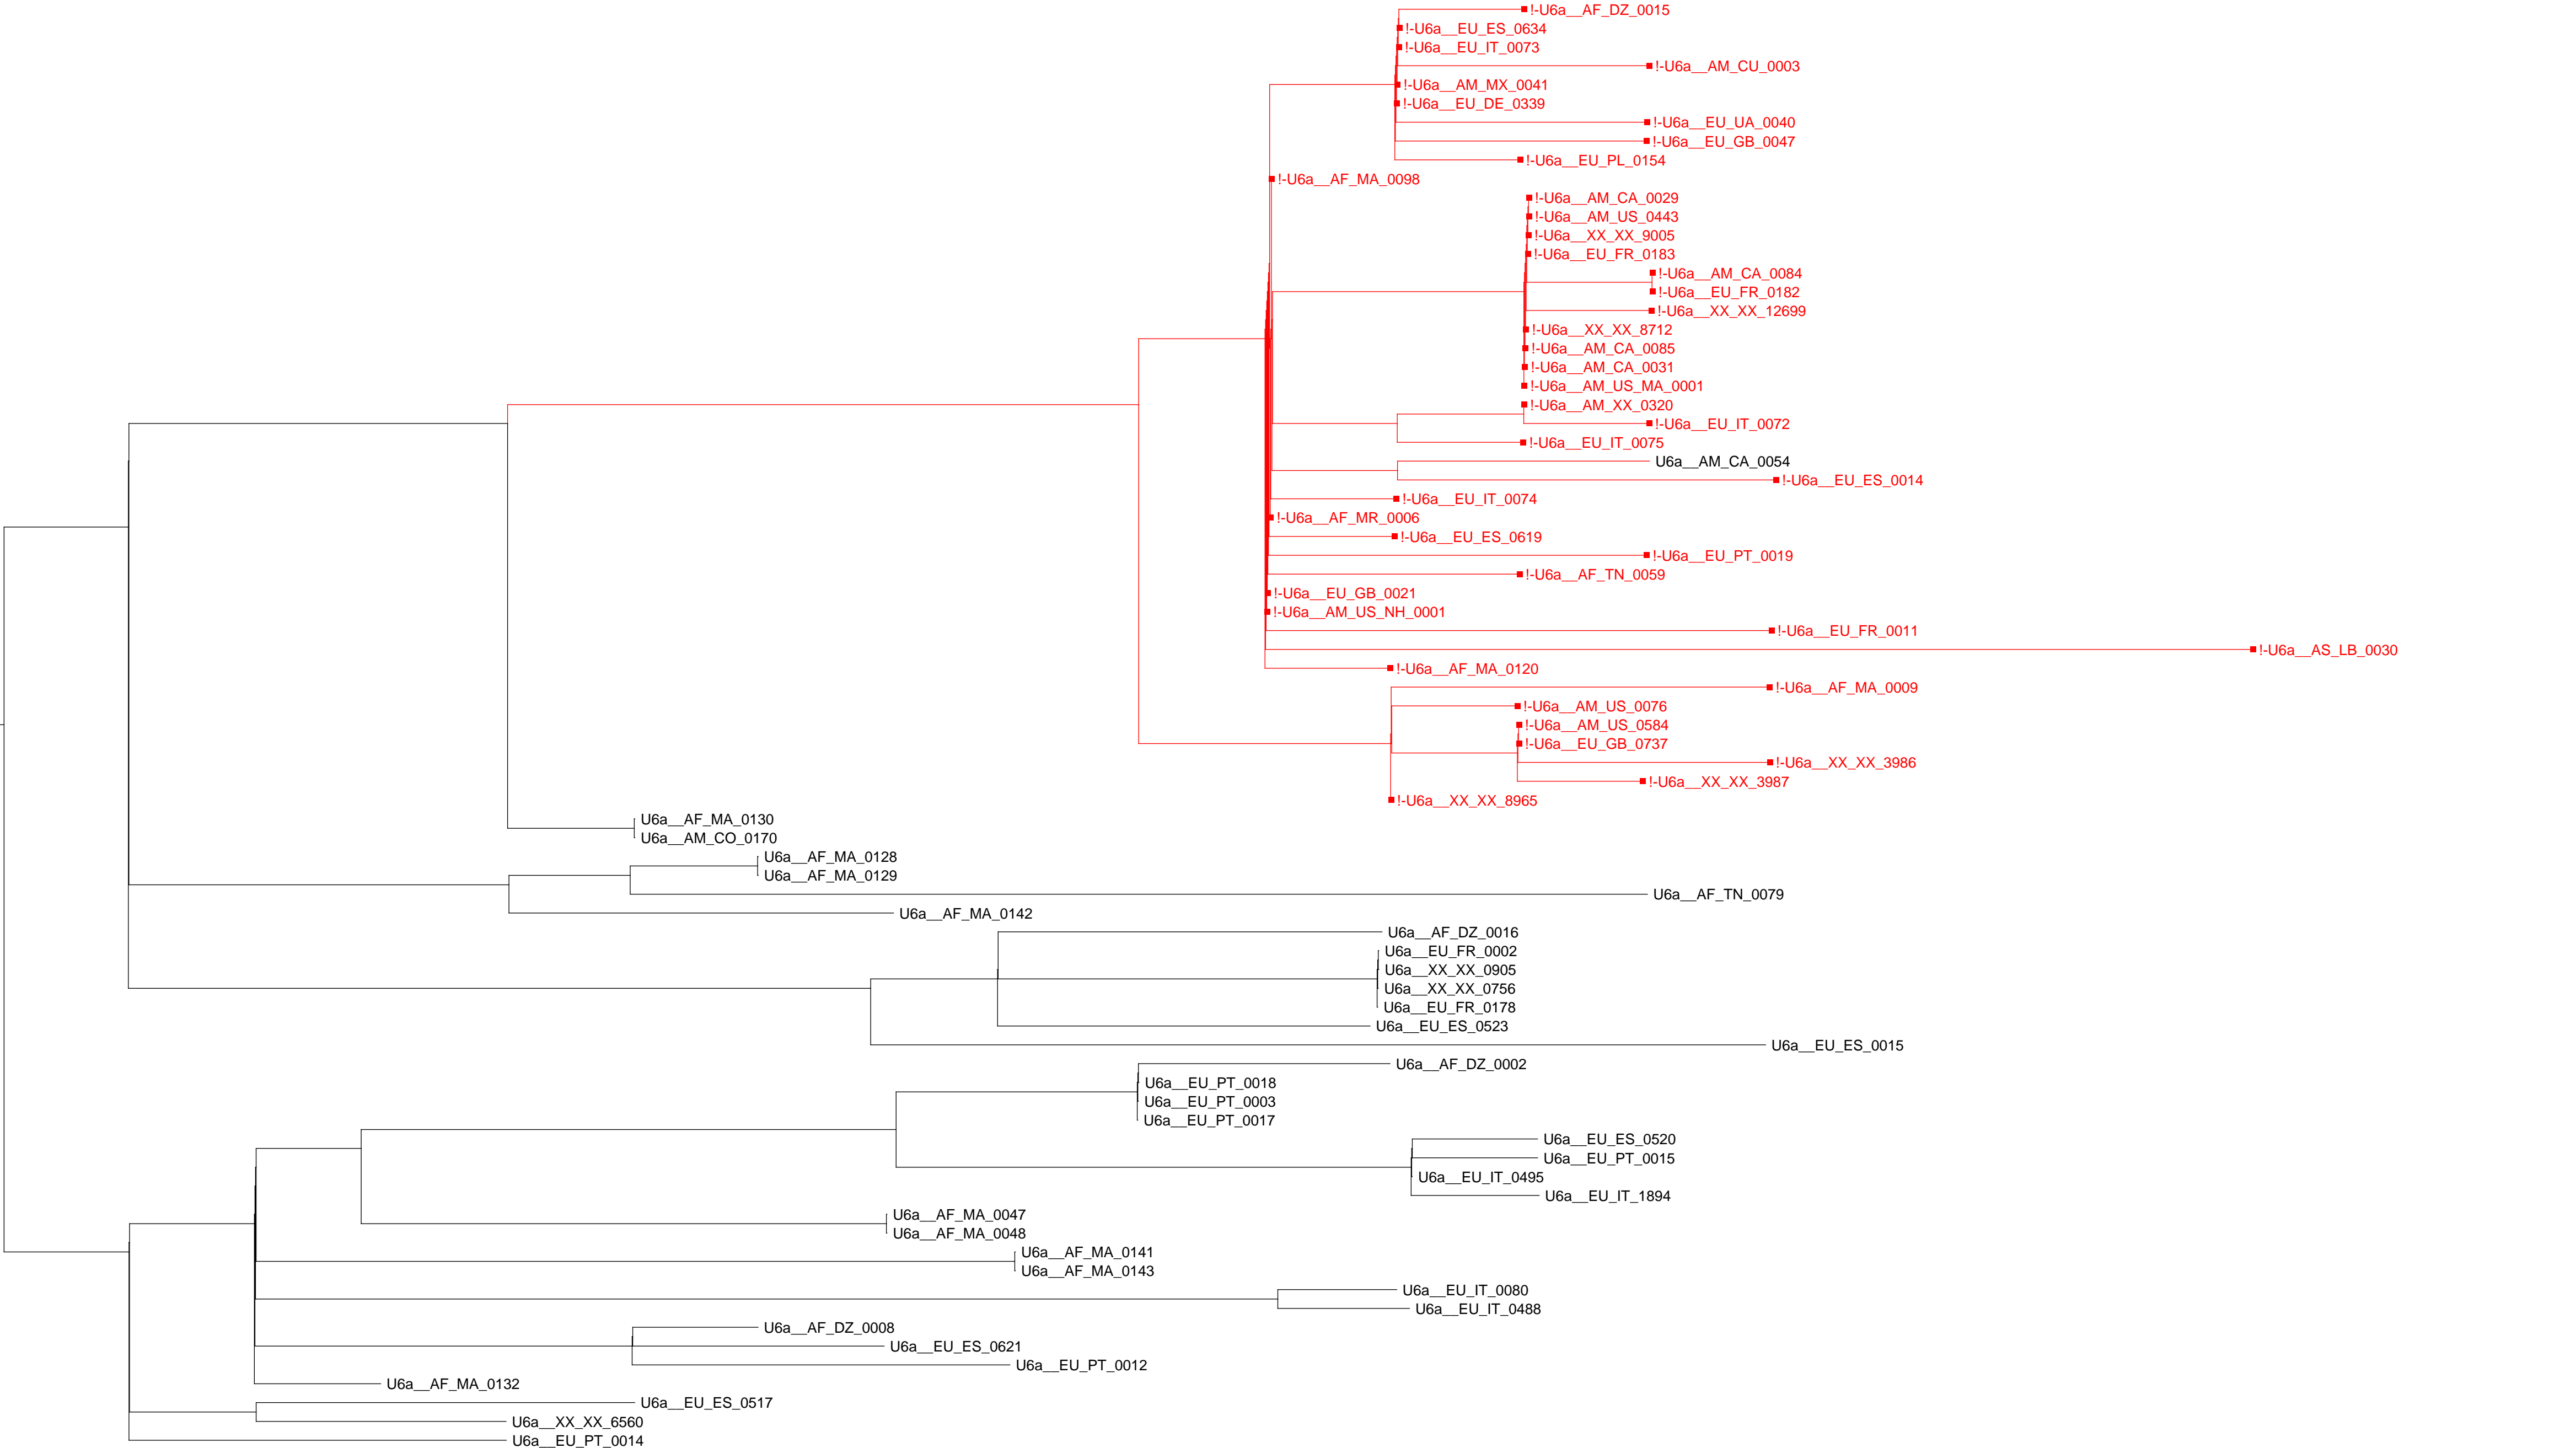 !-U6a__AF_DZ_0015
!-U6a__EU_ES_0634
!-U6a__EU_IT_0073
!-U6a__AM_CU_0003
!-U6a__AM_MX_0041
!-U6a__EU_DE_0339
!-U6a__EU_UA_0040
!-U6a__EU_GB_0047
!-U6a__EU_PL_0154
!-U6a__AF_MA_0098
!-U6a__AM_CA_0029
!-U6a__AM_US_0443
!-U6a__XX_XX_9005
!-U6a__EU_FR_0183
!-U6a__AM_CA_0084
!-U6a__EU_FR_0182
!-U6a__XX_XX_12699
!-U6a__XX_XX_8712
!-U6a__AM_CA_0085
!-U6a__AM_CA_0031
!-U6a__AM_US_MA_0001
!-U6a__AM_XX_0320
!-U6a__EU_IT_0072
!-U6a__EU_IT_0075
U6a__AM_CA_0054
!-U6a__EU_ES_0014
!-U6a__EU_IT_0074
!-U6a__AF_MR_0006
!-U6a__EU_ES_0619
!-U6a__EU_PT_0019
!-U6a__AF_TN_0059
!-U6a__EU_GB_0021
!-U6a__AM_US_NH_0001
!-U6a__EU_FR_0011
!-U6a__AS_LB_0030
!-U6a__AF_MA_0120
!-U6a__AF_MA_0009
!-U6a__AM_US_0076
!-U6a__AM_US_0584
!-U6a__EU_GB_0737
!-U6a__XX_XX_3986
!-U6a__XX_XX_3987
!-U6a__XX_XX_8965
U6a__AF_MA_0130
U6a__AM_CO_0170
U6a__AF_MA_0128
U6a__AF_MA_0129
U6a__AF_TN_0079
U6a__AF_MA_0142
U6a__AF_DZ_0016
U6a__EU_FR_0002
U6a__XX_XX_0905
U6a__XX_XX_0756
U6a__EU_FR_0178
U6a__EU_ES_0523
U6a__EU_ES_0015
U6a__AF_DZ_0002
U6a__EU_PT_0018
U6a__EU_PT_0003
U6a__EU_PT_0017
U6a__EU_ES_0520
U6a__EU_PT_0015
U6a__EU_IT_0495
U6a__EU_IT_1894
U6a__AF_MA_0047
U6a__AF_MA_0048
U6a__AF_MA_0141
U6a__AF_MA_0143
U6a__EU_IT_0080
U6a__EU_IT_0488
U6a__AF_DZ_0008
U6a__EU_ES_0621
U6a__EU_PT_0012
U6a__AF_MA_0132
U6a__EU_ES_0517
U6a__XX_XX_6560
U6a__EU_PT_0014